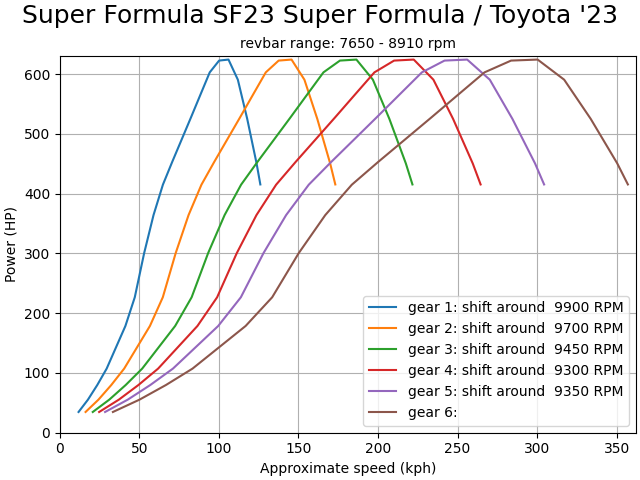 Super Formula SF23 Super Formula / Toyota '23
revbar range: 7650 - 8910 rpm
600
500
400
300
200
100
0
Power (HP)
gear 1: shift around  9900 RPM
gear 2: shift around  9700 RPM
gear 3: shift around  9450 RPM
gear 4: shift around  9300 RPM
gear 5: shift around  9350 RPM
gear 6:
0 50 100 150 200 250 300 350
Approximate speed (kph)